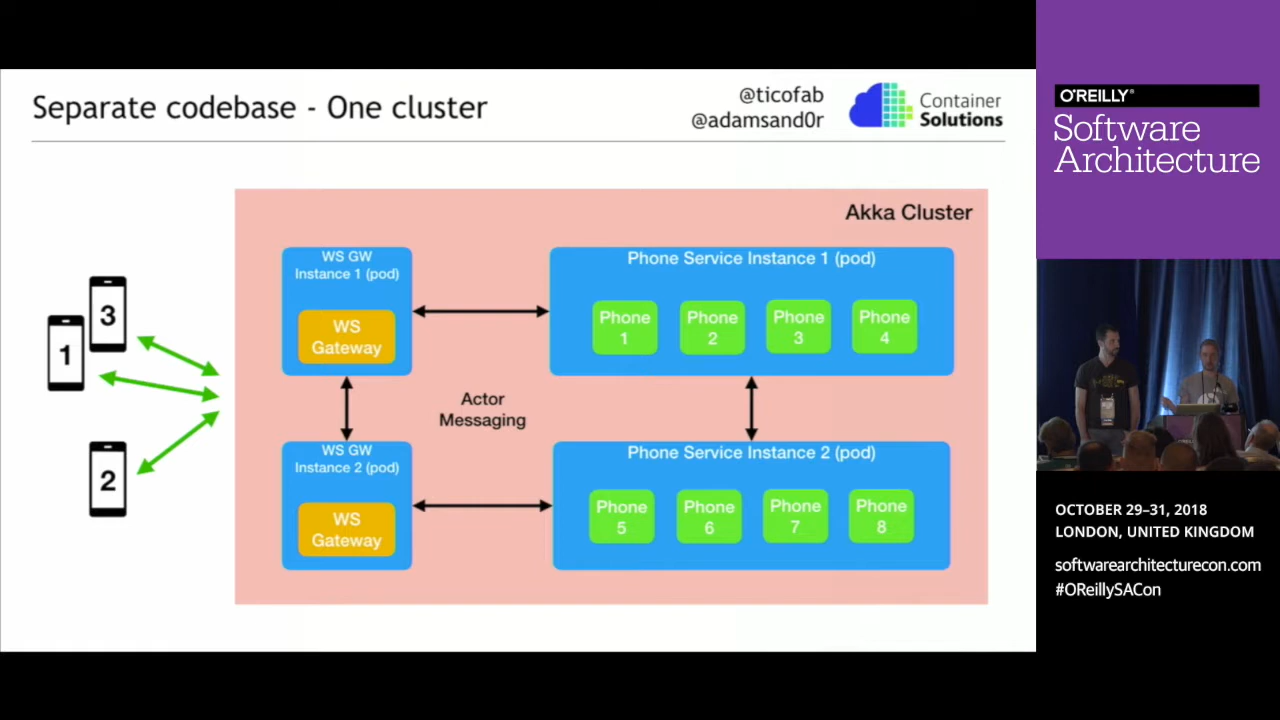 Separate codebase - One cluster
@ticofab
@adamsand0r
Container
Solutions
Akka Cluster
WS GW
Instance 1 (pod)
WS
Gateway
Phone Service Instance 1 (pod)
Phone
1
Phone
2
Phone
3
Phone
4
3
1
2
Actor
Messaging
WS GW
Instance 2 (pod)
WS
Gateway
Phone Service Instance 2 (pod)
Phone
5
Phone
6
Phone
7
Phone
8
O'REILLY®
Software
Architecture
OCTOBER 29–31, 2018
LONDON, UNITED KINGDOM
softwarearchitecturecon.com
#OReillySACon